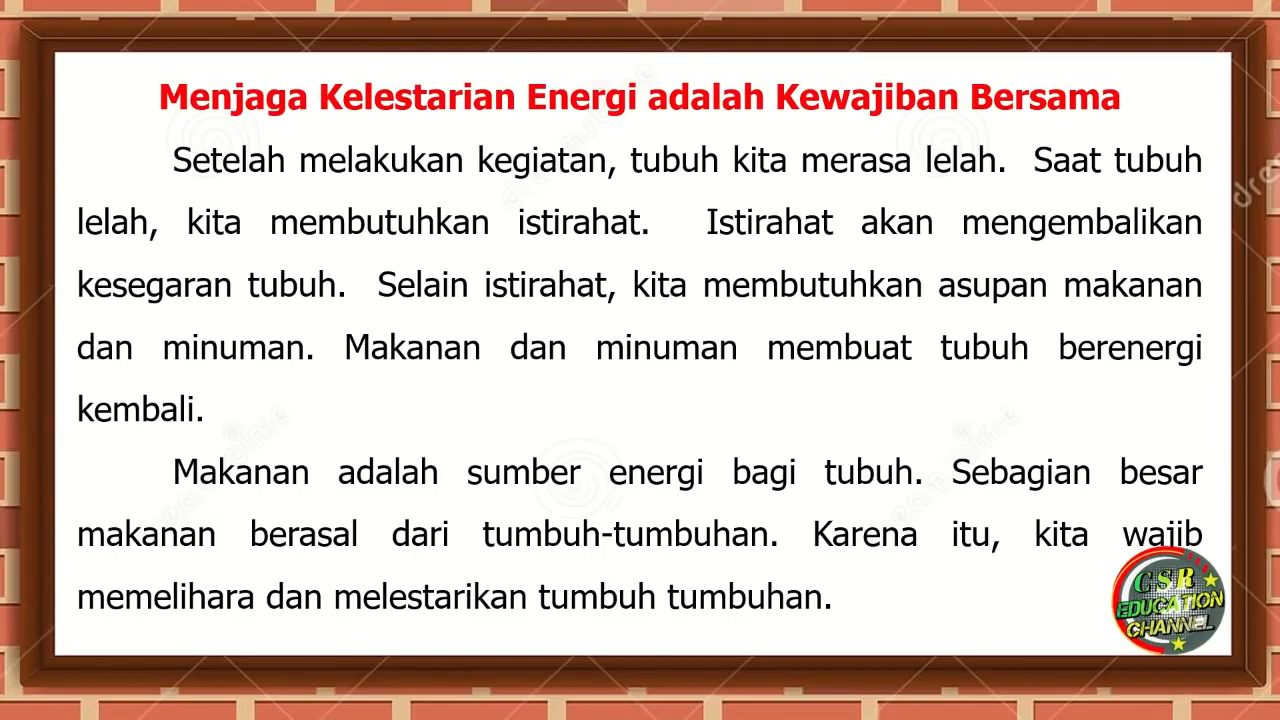 Menjaga Kelestarian Energi adalah Kewajiban Bersama
Setelah melakukan kegiatan, tubuh kita merasa lelah. Saat tubuh
lelah, kita membutuhkan istirahat. Istirahat akan mengembalikan
kesegaran tubuh. Selain istirahat, kita membutuhkan asupan makanan
dan minuman. Makanan dan minuman membuat tubuh berenergi
kembali.
Makanan adalah sumber energi bagi tubuh. Sebagian besar
makanan berasal dari tumbuh-tumbuhan. Karena itu, kita wajib
memelihara dan melestarikan tumbuh tumbuhan.
CSR
EDUCATION
CHANNEL